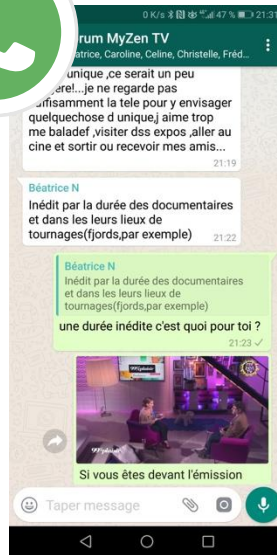 0 K/s 47 % 21:31
rum MyZen TV
atrice, Caroline, Celine, Christelle, Fréd...
unique ,ce serait un peu
!...je ne regarde pas
suffisamment la tele pour y envisager
quelquechose d unique,j aime trop
me baladef ,visiter dss expos ,aller au
cine et sortir ou recevoir mes amis...
21:19
Béatrice N
Inédit par la durée des documentaires
et dans les leurs lieux de
tournages(fjords,par exemple)
21:22
Béatrice N
Inédit par la durée des documentaires
et dans les leurs lieux de
tournages(fjords,par exemple)
une durée inédite c'est quoi pour toi ?
21:23
Si vous êtes devant l'émission
Taper message